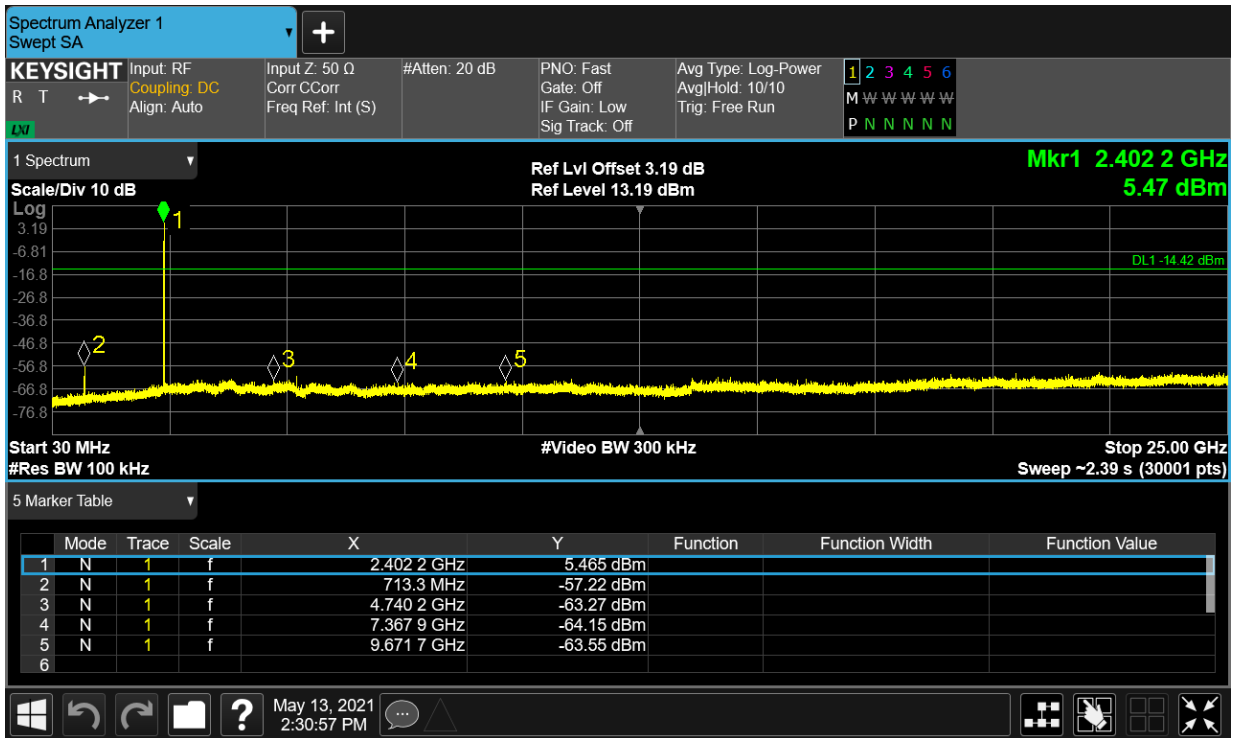 Spectrum Analyzer 1
Swept SA
KEYSIGHT
R T
LXI
Input: RF
Coupling: DC
Align: Auto
Input Z: 50 Ω
Corr CCorr
Freq Ref: Int (S)
#Atten: 20 dB
PNO: Fast
Gate: Off
IF Gain: Low
Sig Track: Off
Avg Type: Log-Power
Avg|Hold: 10/10
Trig: Free Run
1 2 3 4 5 6
M W W W W W
P N N N N N
1 Spectrum
Scale/Div 10 dB
Ref Lvl Offset 3.19 dB
Ref Level 13.19 dBm
Mkr1 2.402 2 GHz
5.47 dBm
Log
3.19
-6.81
-16.8
-26.8
-36.8
-46.8
-56.8
-66.8
-76.8
1
2
3
4
5
DL1 -14.42 dBm
Start 30 MHz
#Video BW 300 kHz
Stop 25.00 GHz
#Res BW 100 kHz
Sweep ~2.39 s (30001 pts)
5 Marker Table
Mode Trace Scale X Y Function Function Width Function Value
1 N 1 f 2.402 2 GHz 5.465 dBm
2 N 1 f 713.3 MHz -57.22 dBm
3 N 1 f 4.740 2 GHz -63.27 dBm
4 N 1 f 7.367 9 GHz -64.15 dBm
5 N 1 f 9.671 7 GHz -63.55 dBm
6
?
May 13, 2021
2:30:57 PM